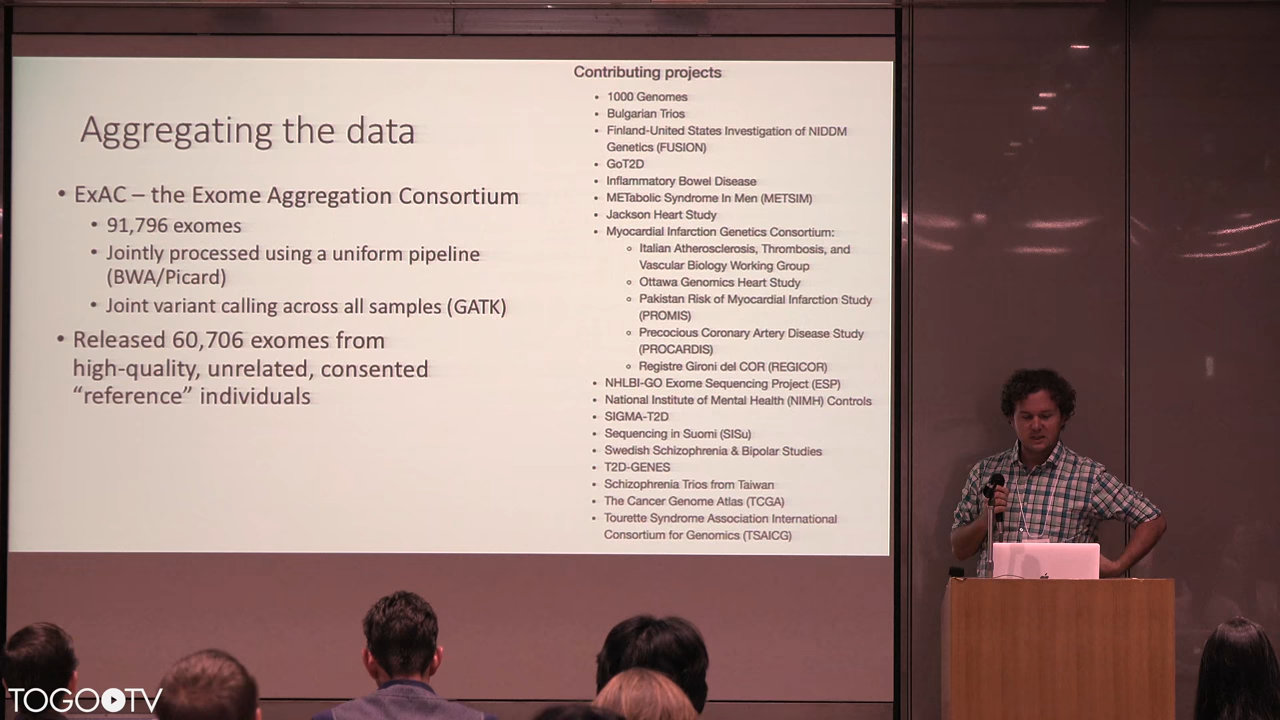 Aggregating the data
• ExAC – the Exome Aggregation Consortium
• 91,796 exomes
• Jointly processed using a uniform pipeline
(BWA/Picard)
• Joint variant calling across all samples (GATK)
• Released 60,706 exomes from
high-quality, unrelated, consented
“reference” individuals
Contributing projects
• 1000 Genomes
• Bulgarian Trios
• Finland-United States Investigation of NIDDM
Genetics (FUSION)
• GoT2D
• Inflammatory Bowel Disease
• METabolic Syndrome In Men (METSIM)
• Jackson Heart Study
• Myocardial Infarction Genetics Consortium:
◦ Italian Atherosclerosis, Thrombosis, and
Vascular Biology Working Group
◦ Ottawa Genomics Heart Study
◦ Pakistan Risk of Myocardial Infarction Study
(PROMIS)
◦ Precocious Coronary Artery Disease Study
(PROCARDIS)
◦ Registre Gironi del COR (REGICOR)
• NHLBI-GO Exome Sequencing Project (ESP)
• National Institute of Mental Health (NIMH) Controls
• SIGMA-T2D
• Sequencing in Suomi (SISu)
• Swedish Schizophrenia & Bipolar Studies
• T2D-GENES
• Schizophrenia Trios from Taiwan
• The Cancer Genome Atlas (TCGA)
• Tourette Syndrome Association International
Consortium for Genomics (TSAICG)
TOGOTV